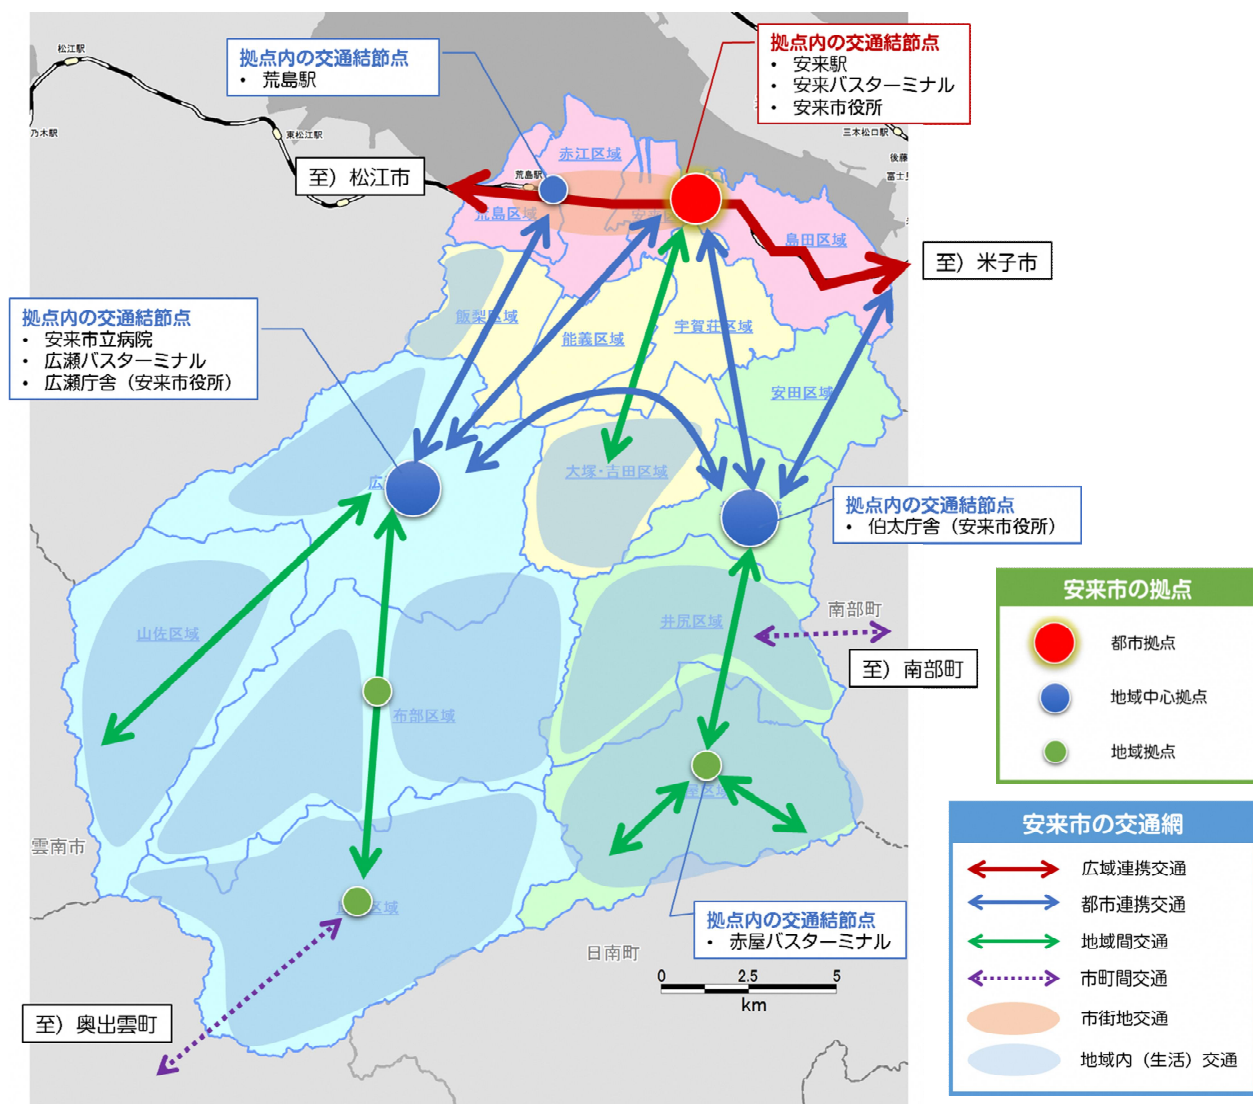 松江駅
乃木駅
東松江駅
拠点内の交通結節点
• 荒島駅
拠点内の交通結節点
• 安来駅
• 安来バスターミナル
• 安来市役所
三本松口駅
後藤
富士見
赤江区域
荒島駅
至）松江市
荒島区域
島田区域
至）米子市
拠点内の交通結節点
• 安来市立病院
• 広瀬バスターミナル
• 広瀬庁舎（安来市役所）
飯梨区域
能義区域
宇賀荘区域
安田区域
大塚・吉田区域
拠点内の交通結節点
• 伯太庁舎（安来市役所）
山佐区域
井尻区域
南部町
至）南部町
布部区域
雲南市
拠点内の交通結節点
• 赤屋バスターミナル
日南町
0 2.5 5
km
至）奥出雲町
安来市の拠点
都市拠点
地域中心拠点
地域拠点
安来市の交通網
広域連携交通
都市連携交通
地域間交通
市町間交通
市街地交通
地域内（生活）交通